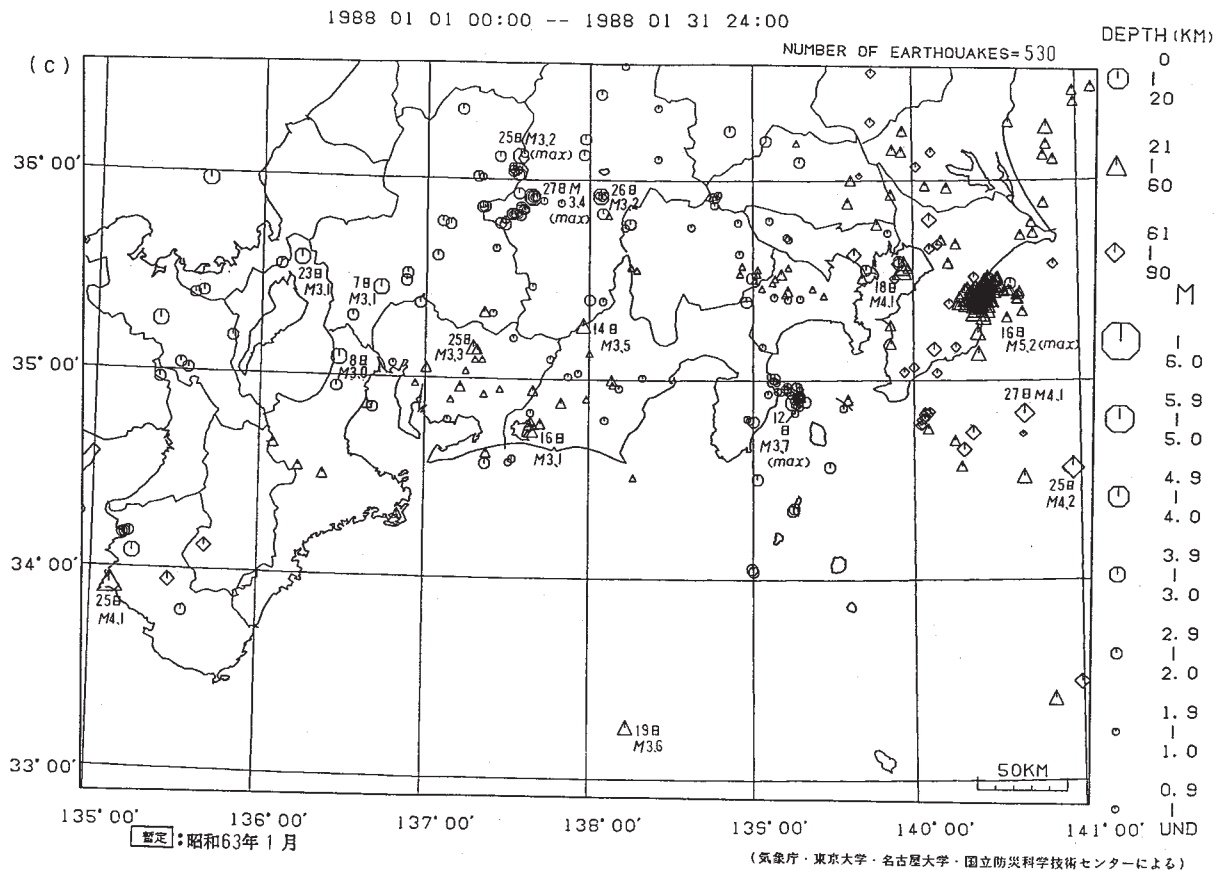 1988 01 01 00:00 -- 1988 01 31 24:00
NUMBER OF EARTHQUAKES=530
DEPTH (KM)
(C)
0
I
20
21
I
60
61
I
90
M
I
6.0
5.9
I
5.0
4.9
I
4.0
3.9
I
3.0
2.9
I
2.0
1.9
I
1.0
0.9
I
UND
36°00'
35°00'
34°00'
33°00'
25日M3.2
(max)
27日M
3.4
(max)
26日
M3.2
23日
M3.1
7日
M3.1
8日
M3.0
25日
M3.3
14日
M3.5
16日
M3.1
18日
M4.1
16日
M5.2(max)
12
日
M3.7
(max)
27日M4.1
25日
M4.2
25日
M4.1
19日
M3.6
50KM
135°00'
136°00'
137°00'
138°00'
139°00'
140°00'
141°00'
暫定:昭和63年1月
(気象庁・東京大学・名古屋大学・国立防災科学技術センターによる)